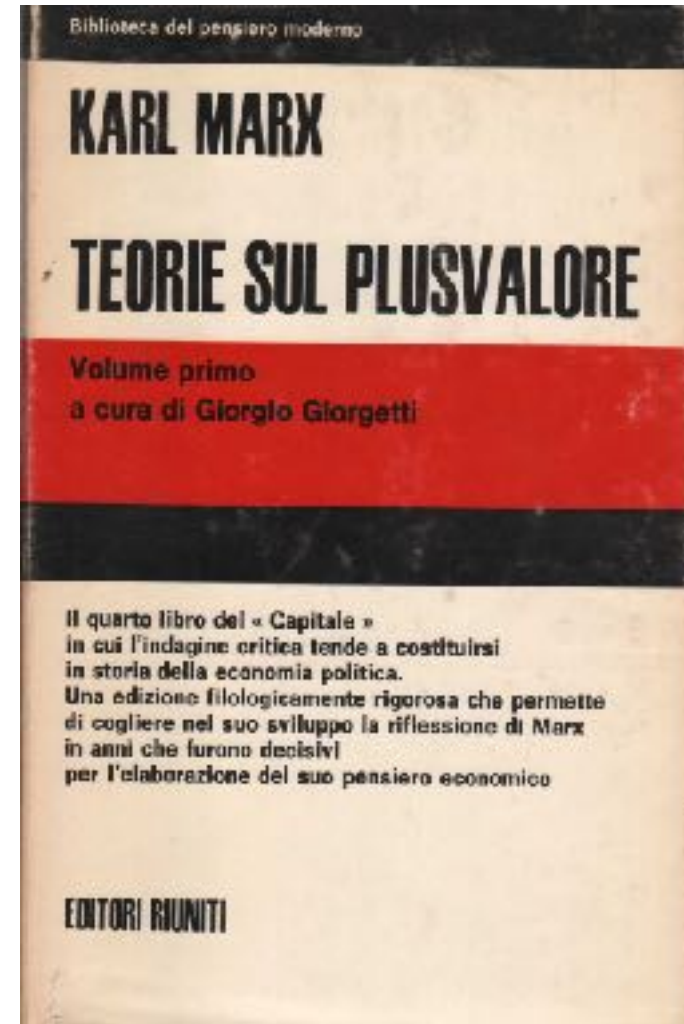 Biblioteca del pensiero moderno
KARL MARX
TEORIE SUL PLUSVALORE
Volume primo
a cura di Giorgio Giorgetti
Il quarto libro del « Capitale »
in cui l'indagine critica tende a costituirsi
in storia della economia politica.
Una edizione filologicamente rigorosa che permette
di cogliere nel suo sviluppo la riflessione di Marx
in anni che furono decisivi
per l'elaborazione del suo pensiero economico
EDITORI RIUNITI